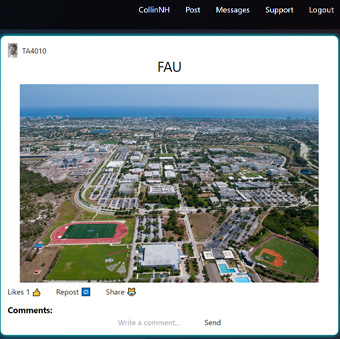 CollinNH Post Messages Support Logout
TA4010
FAU
Likes 1 👍 Repost Share
Comments:
Write a comment... Send